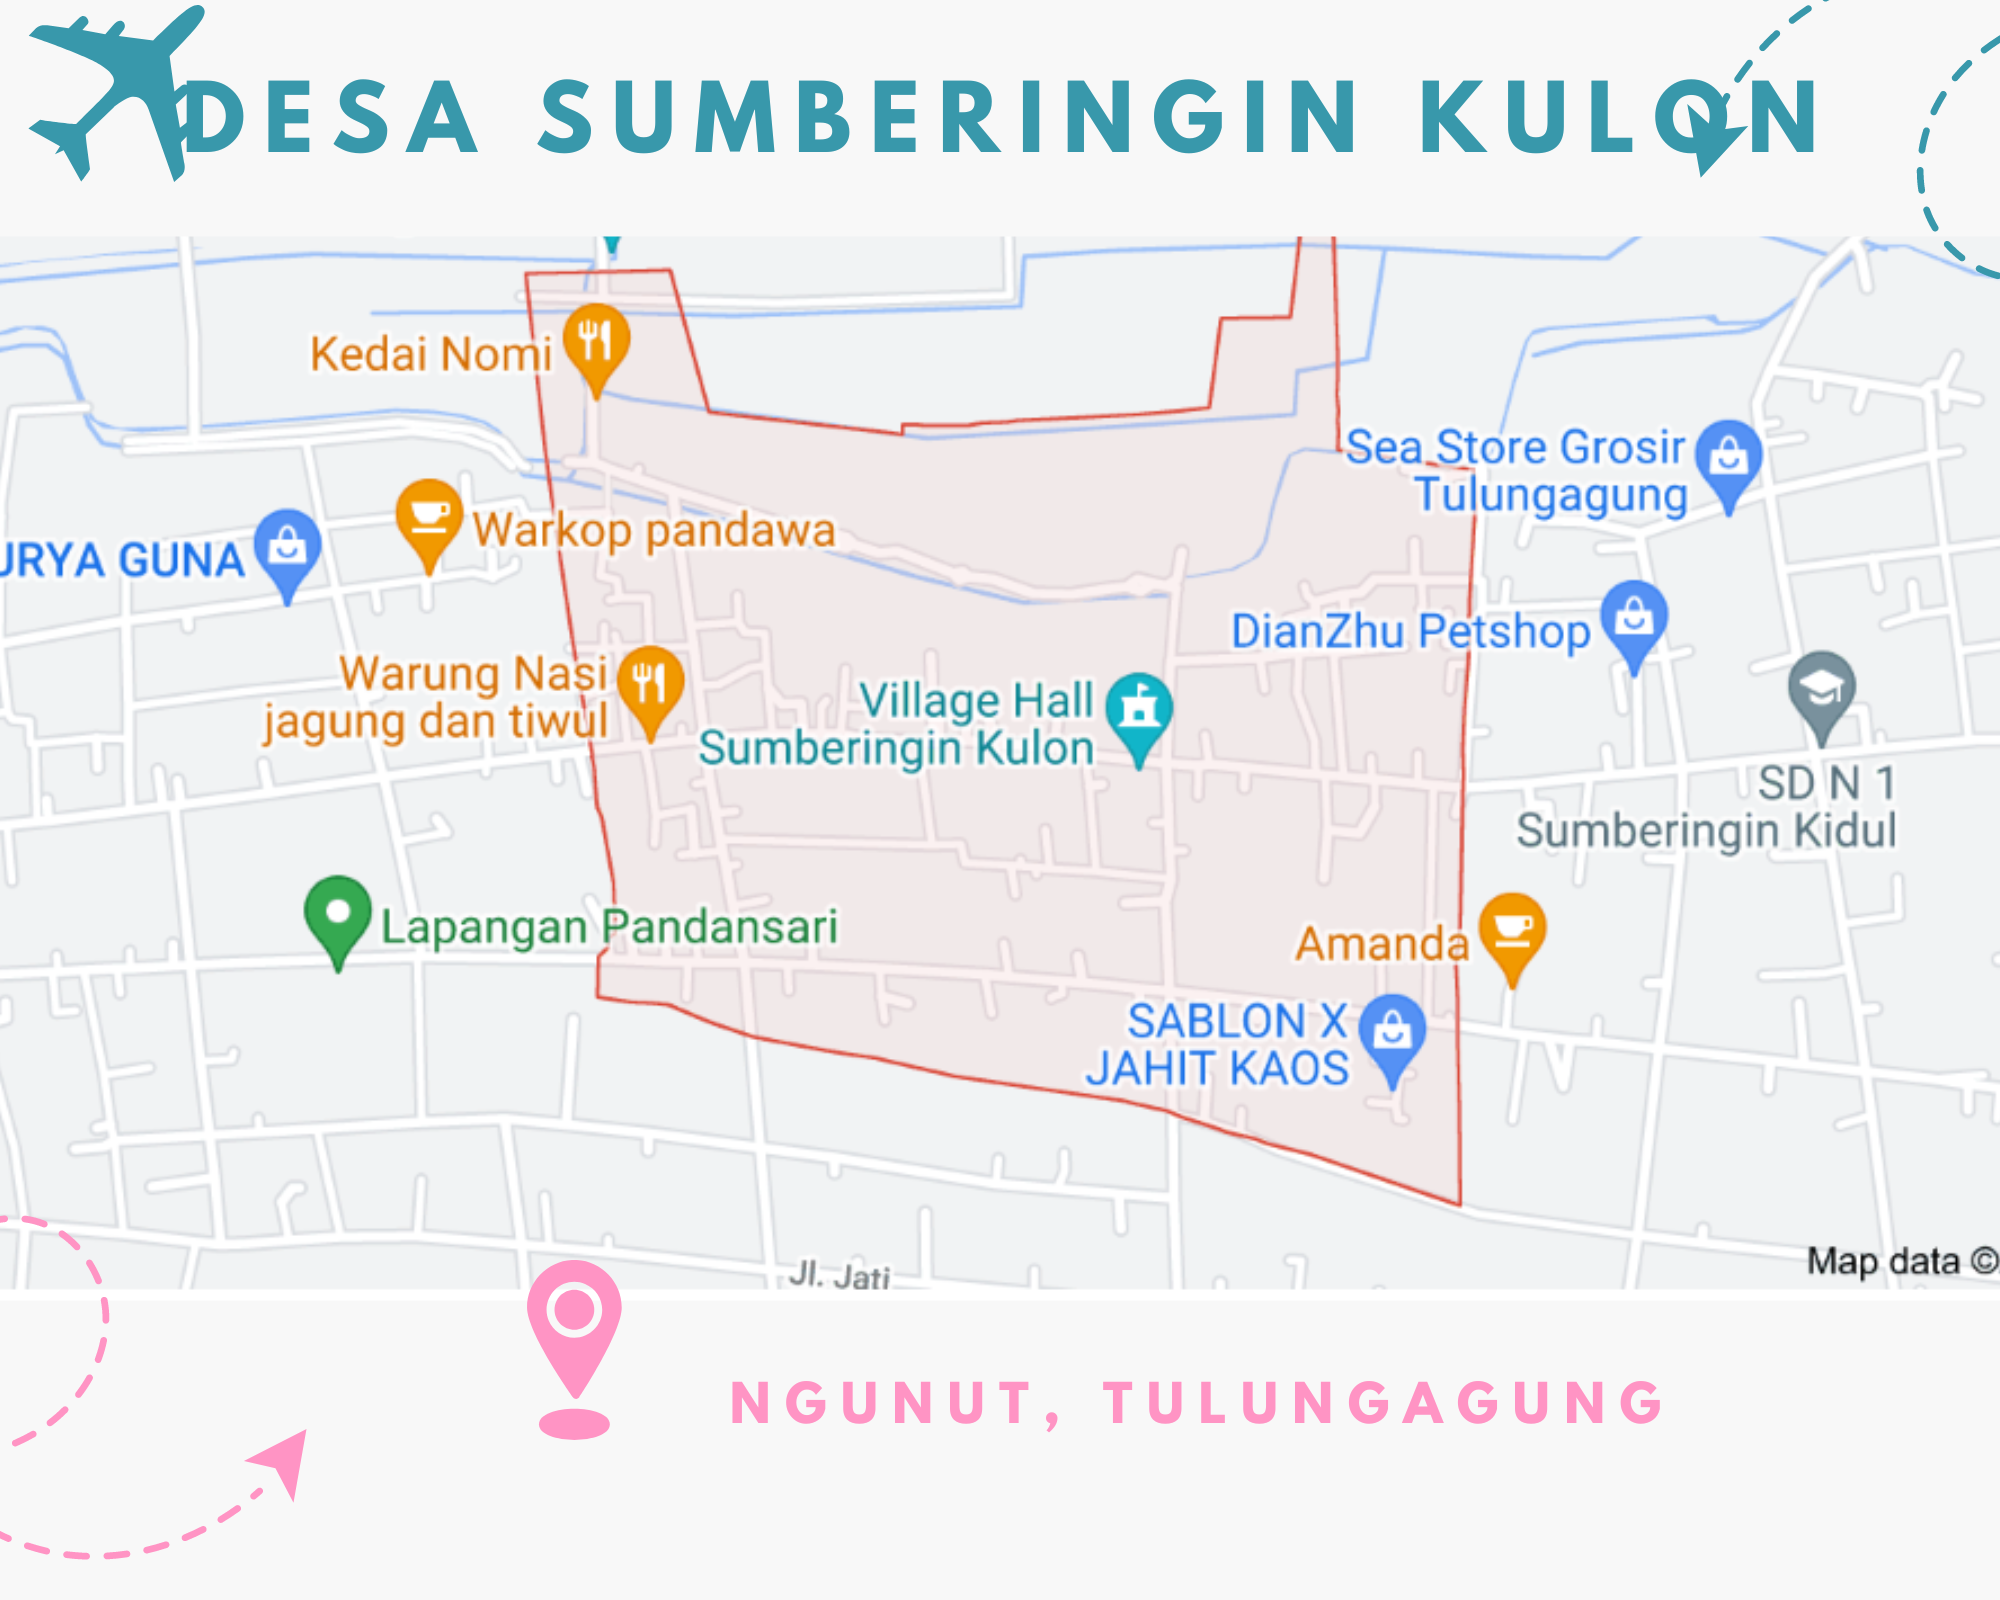 DESA SUMBERINGIN KULON
Kedai Nomi
Sea Store Grosir
Tulungagung
Warkop pandawa
URYA GUNA
DianZhu Petshop
Warung Nasi
jagung dan tiwul
Village Hall
Sumberingin Kulon
SD N 1
Sumberingin Kidul
Lapangan Pandansari
Amanda
SABLON X
JAHIT KAOS
Jl. Jati
Map data ©
NGUNUT, TULUNGAGUNG